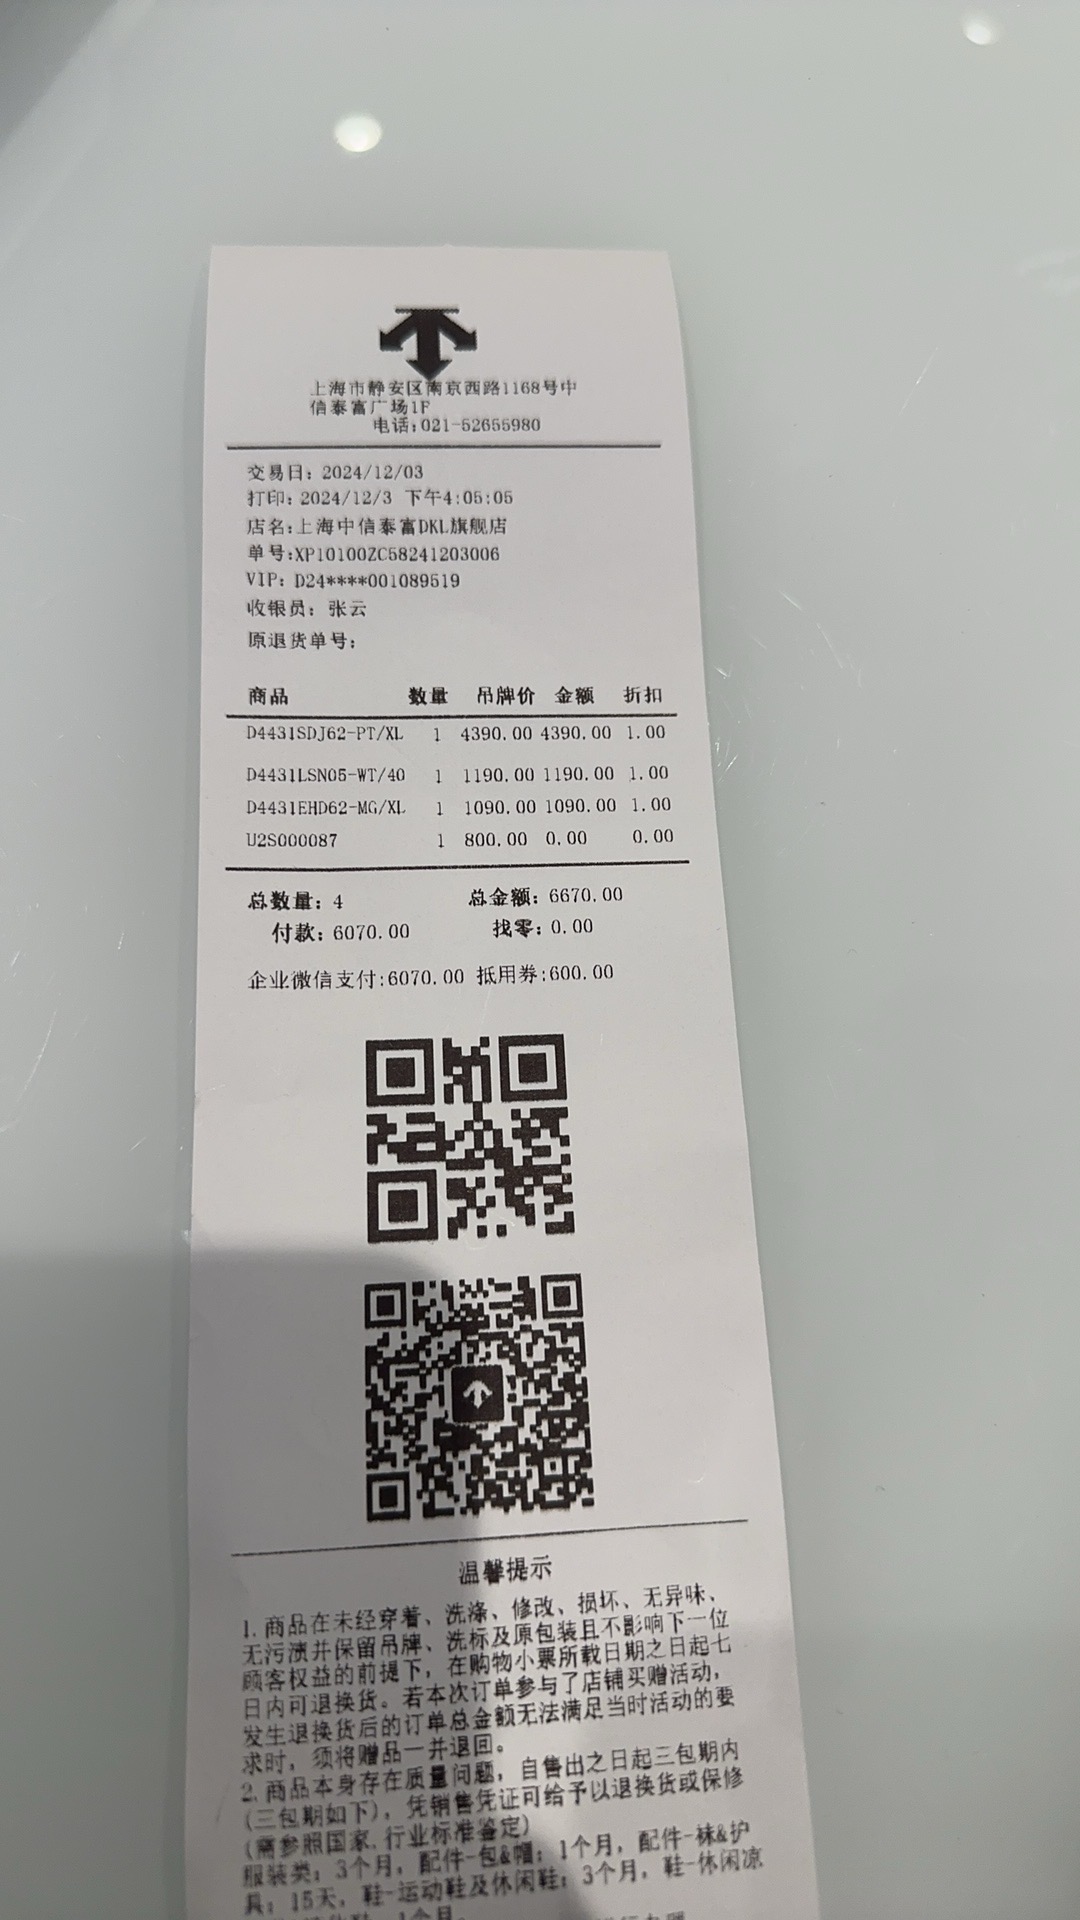 上海市静安区南京西路1168号中
信泰富广场1F
电话:021-52655980
交易日: 2024/12/03
打印: 2024/12/3 下午4:05:05
店名:上海中信泰富DKL旗舰店
单号:XP10100ZC58241203006
VIP: D24****001089519
收银员: 张云
原退货单号:
商品 数量 吊牌价 金额 折扣
D4431SDJ62-PT/XL 1 4390.00 4390.00 1.00
D4431LSN05-WT/40 1 1190.00 1190.00 1.00
D4431EHD62-MG/XL 1 1090.00 1090.00 1.00
U2S000087 1 800.00 0.00 0.00
总数量: 4 总金额: 6670.00
付款: 6070.00 找零: 0.00
企业微信支付:6070.00 抵用券:600.00
温馨提示
1.商品在未经穿着、洗涤、修改、损坏、无异味、
无污渍并保留吊牌、洗标及原包装且不影响下一位
顾客权益的前提下，在购物小票所载日期之日起七
日内可退换货。若本次订单参与了店铺买赠活动，
发生退换货后的订单总金额无法满足当时活动的要
求时，须将赠品一并退回。
2.商品本身存在质量问题，自售出之日起三包期内
(三包期如下)，凭销售凭证可给予以退换货或保修
(需参照国家.行业标准鉴定)
服装类: 3个月，配件-包&帽: 1个月，配件-袜&护
具: 15天，鞋-运动鞋及休闲鞋: 3个月，鞋-休闲凉
1个月